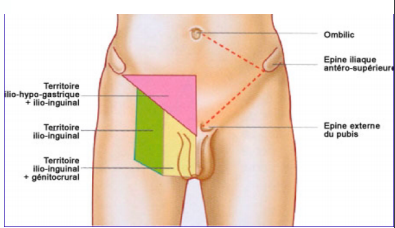 Ombilic
Epine iliaque
antéro-supérieure
Territoire
ilio-hypo-gastrique
+ ilio-inguinal
Territoire
ilio-inguinal
Epine externe
du pubis
Territoire
ilio-inguinal
+ génitocrural